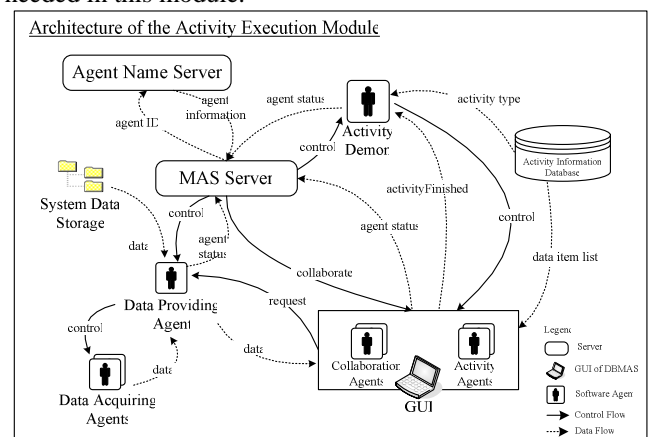 needed in this module.
Architecture of the Activity Execution Module
Agent Name Server
agent
information
agent ID
agent status
activity type
Activity
Demon
control
Activity Information
Database
MAS Server
activityFinished
System Data
Storage
control
agent
status
agent status
control
data
collaborate
data item list
request
Data Providing
Agent
control
data
data
Data Acquiring
Agents
Collaboration
Agents
Activity
Agents
GUI
Legend
Server
GUI of DBMAS
Software Agent
Control Flow
Data Flow